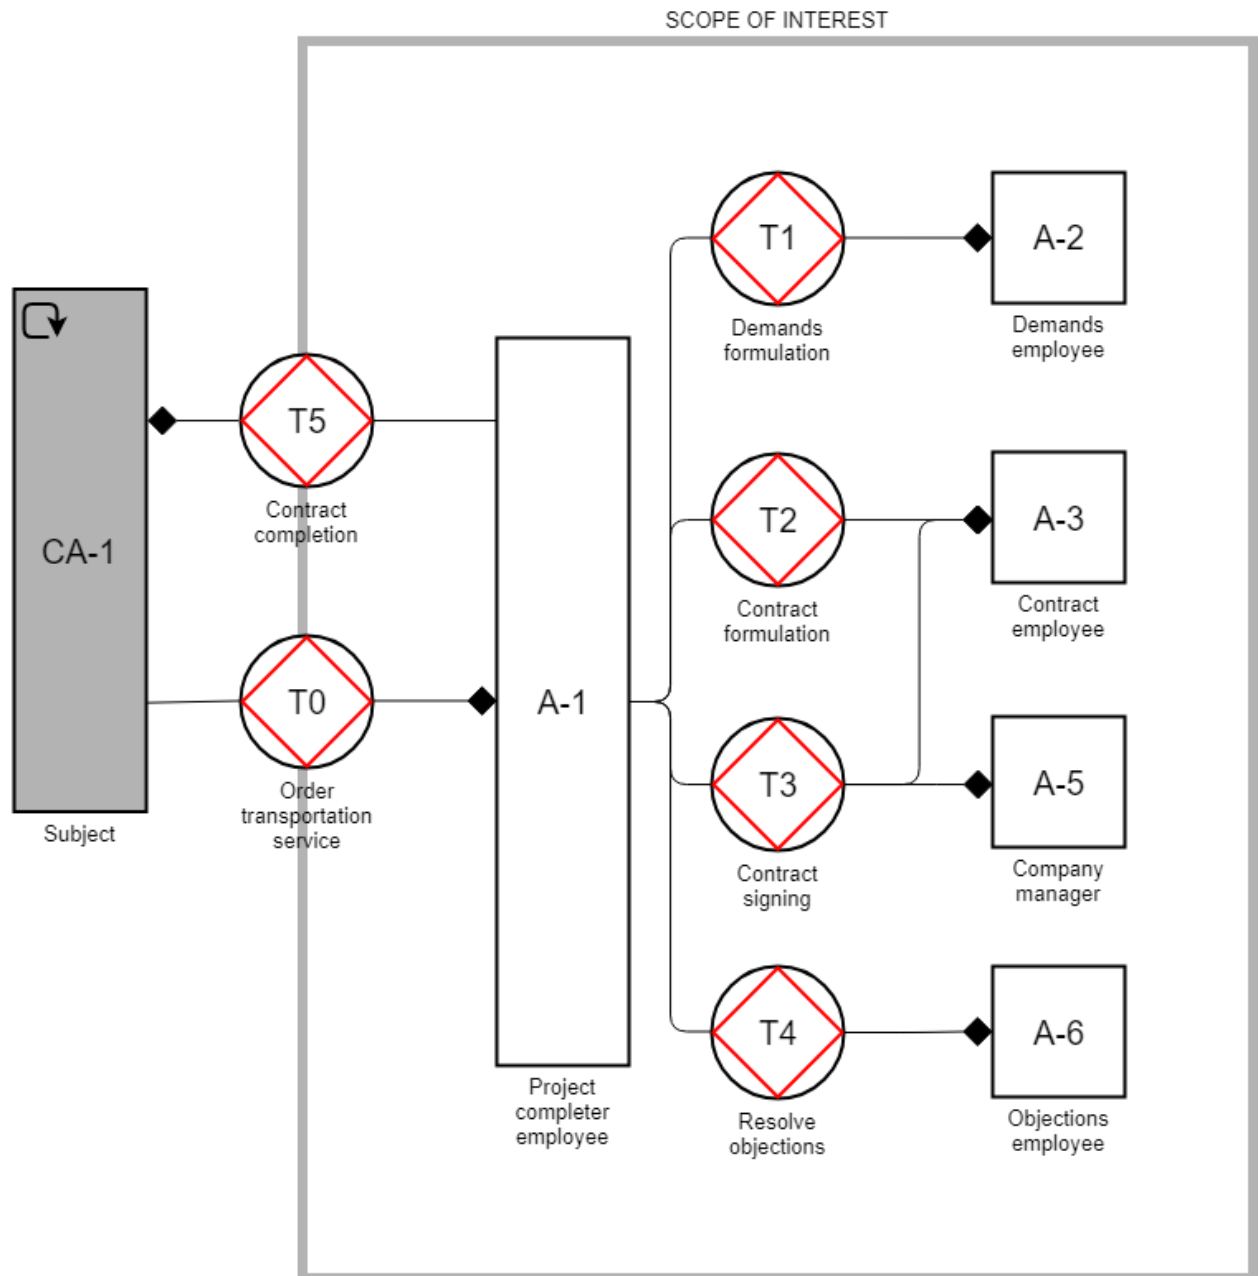 SCOPE OF INTEREST
T1
Demands
formulation
A-2
Demands
employee
CA-1
Subject
T5
Contract
completion
T0
Order
transportation
service
A-1
Project
completer
employee
T2
Contract
formulation
A-3
Contract
employee
T3
Contract
signing
A-5
Company
manager
T4
Resolve
objections
A-6
Objections
employee